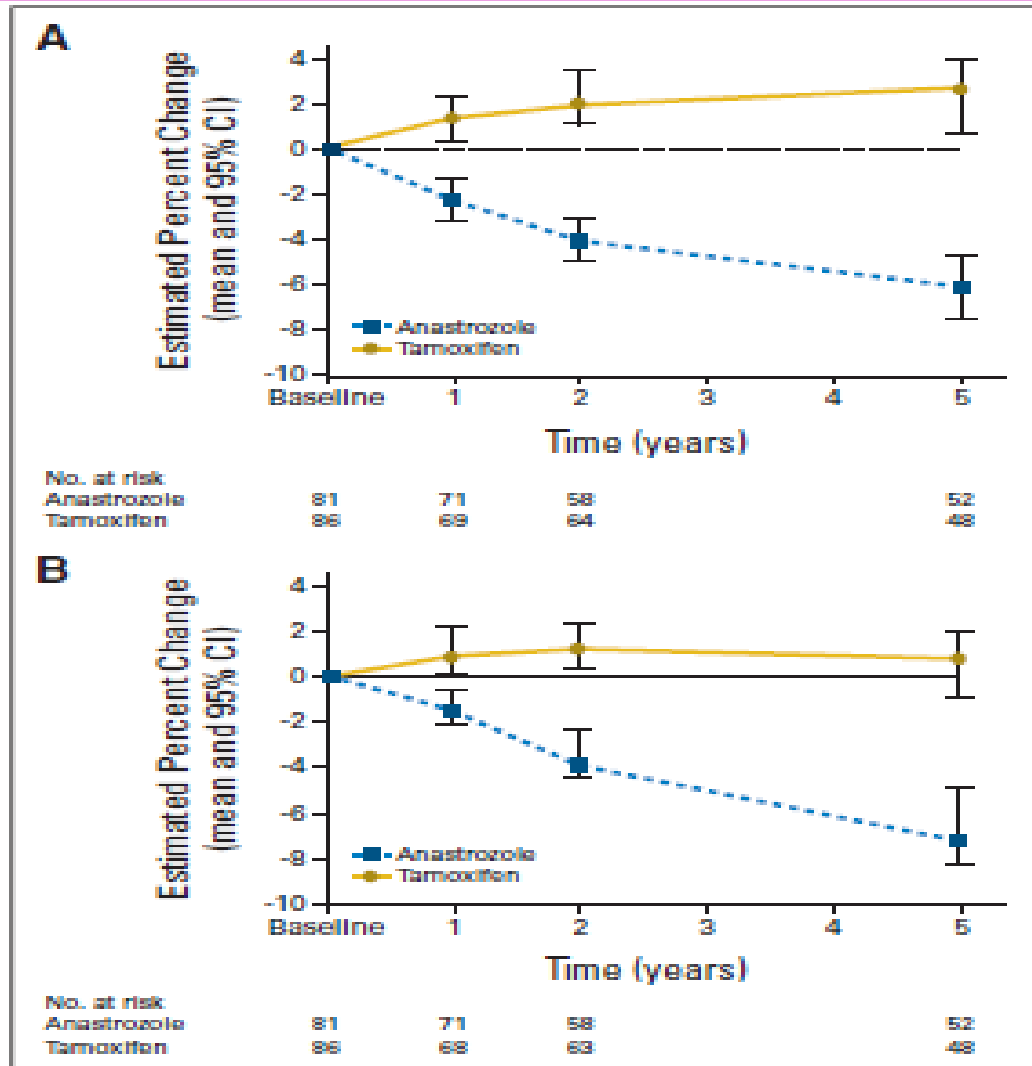 A
Estimated Percent Change
(mean and 95% CI)
4
2
0
-2
-4
-6
-8
-10
Anastrozole
Tamoxifen
Baseline 1 2 3 4 5
Time (years)
No. at risk
Anastrozole 81 71 58 52
Tamoxifen 86 69 64 48
B
Estimated Percent Change
(mean and 95% CI)
4
2
0
-2
-4
-6
-8
-10
Anastrozole
Tamoxifen
Baseline 1 2 3 4 5
Time (years)
No. at risk
Anastrozole 81 71 58 52
Tamoxifen 86 68 63 48